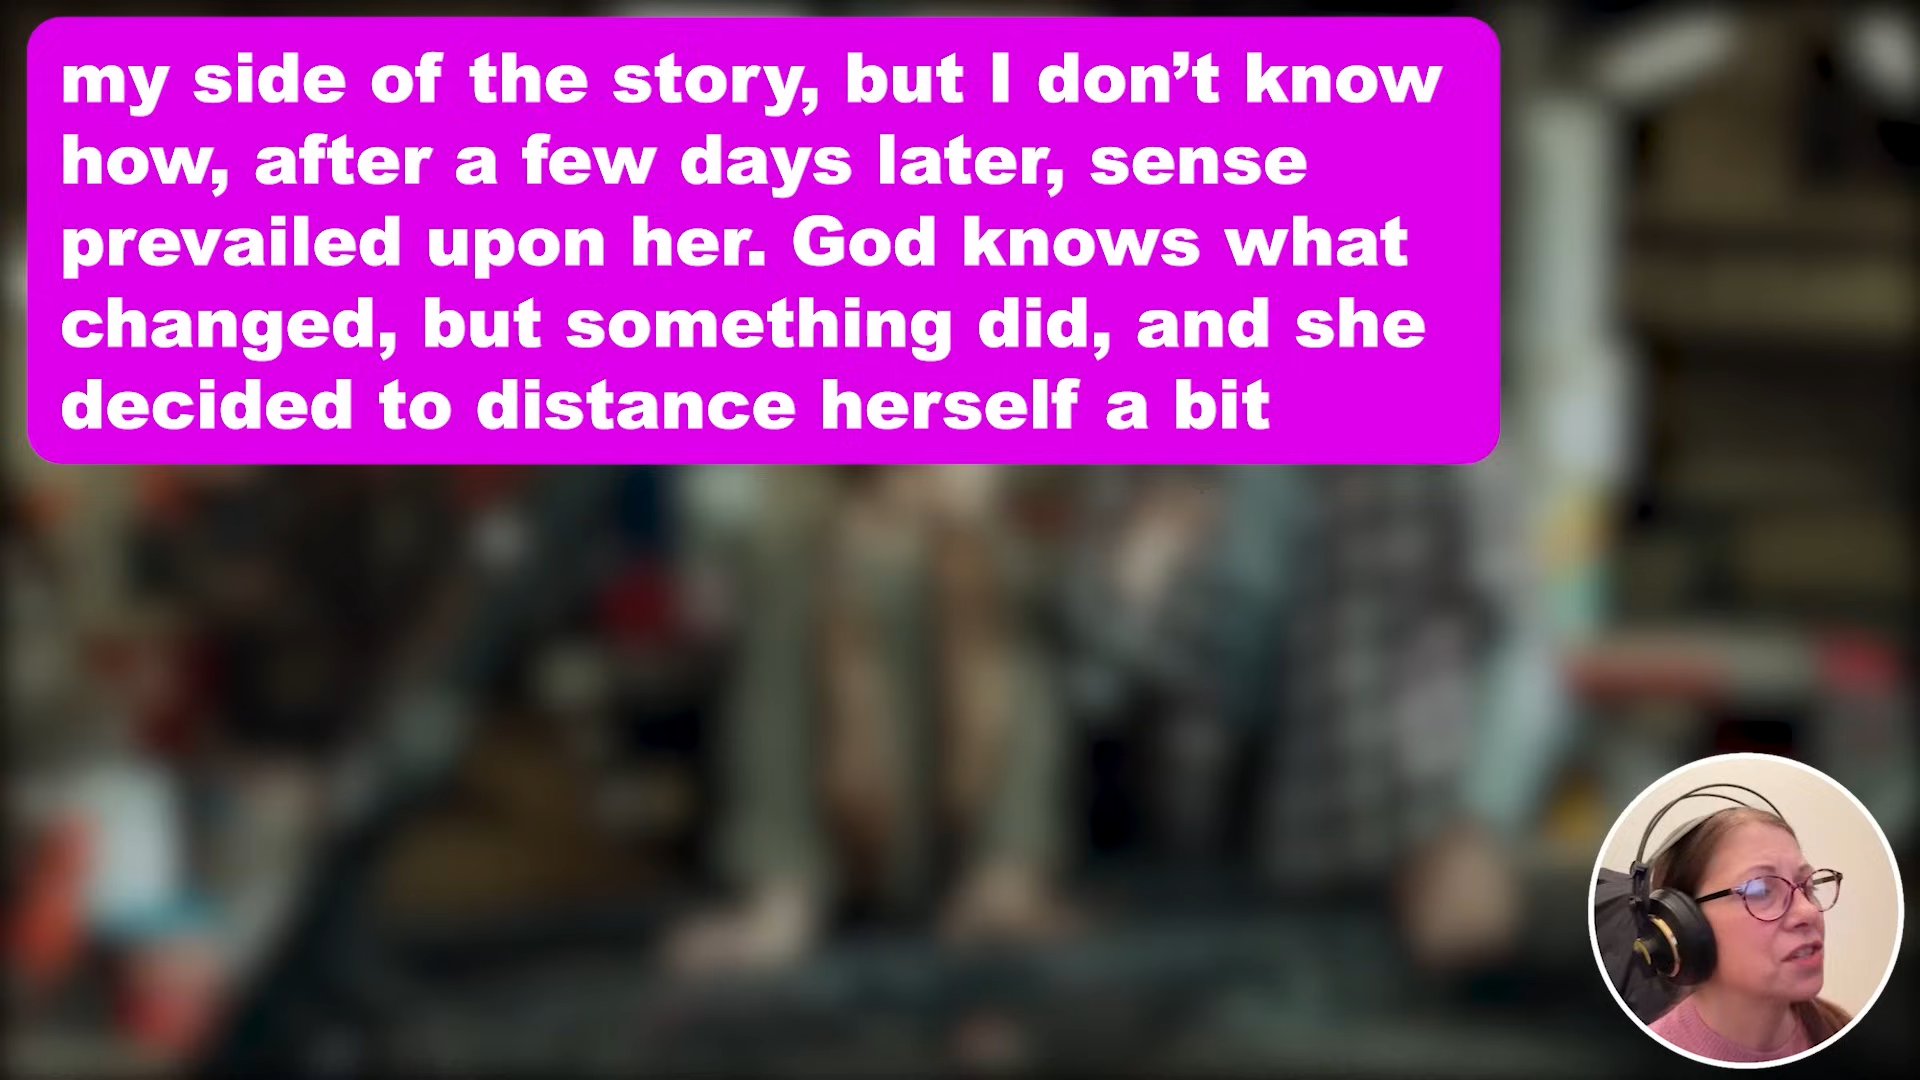 my side of the story, but I don’t know
how, after a few days later, sense
prevailed upon her. God knows what
changed, but something did, and she
decided to distance herself a bit